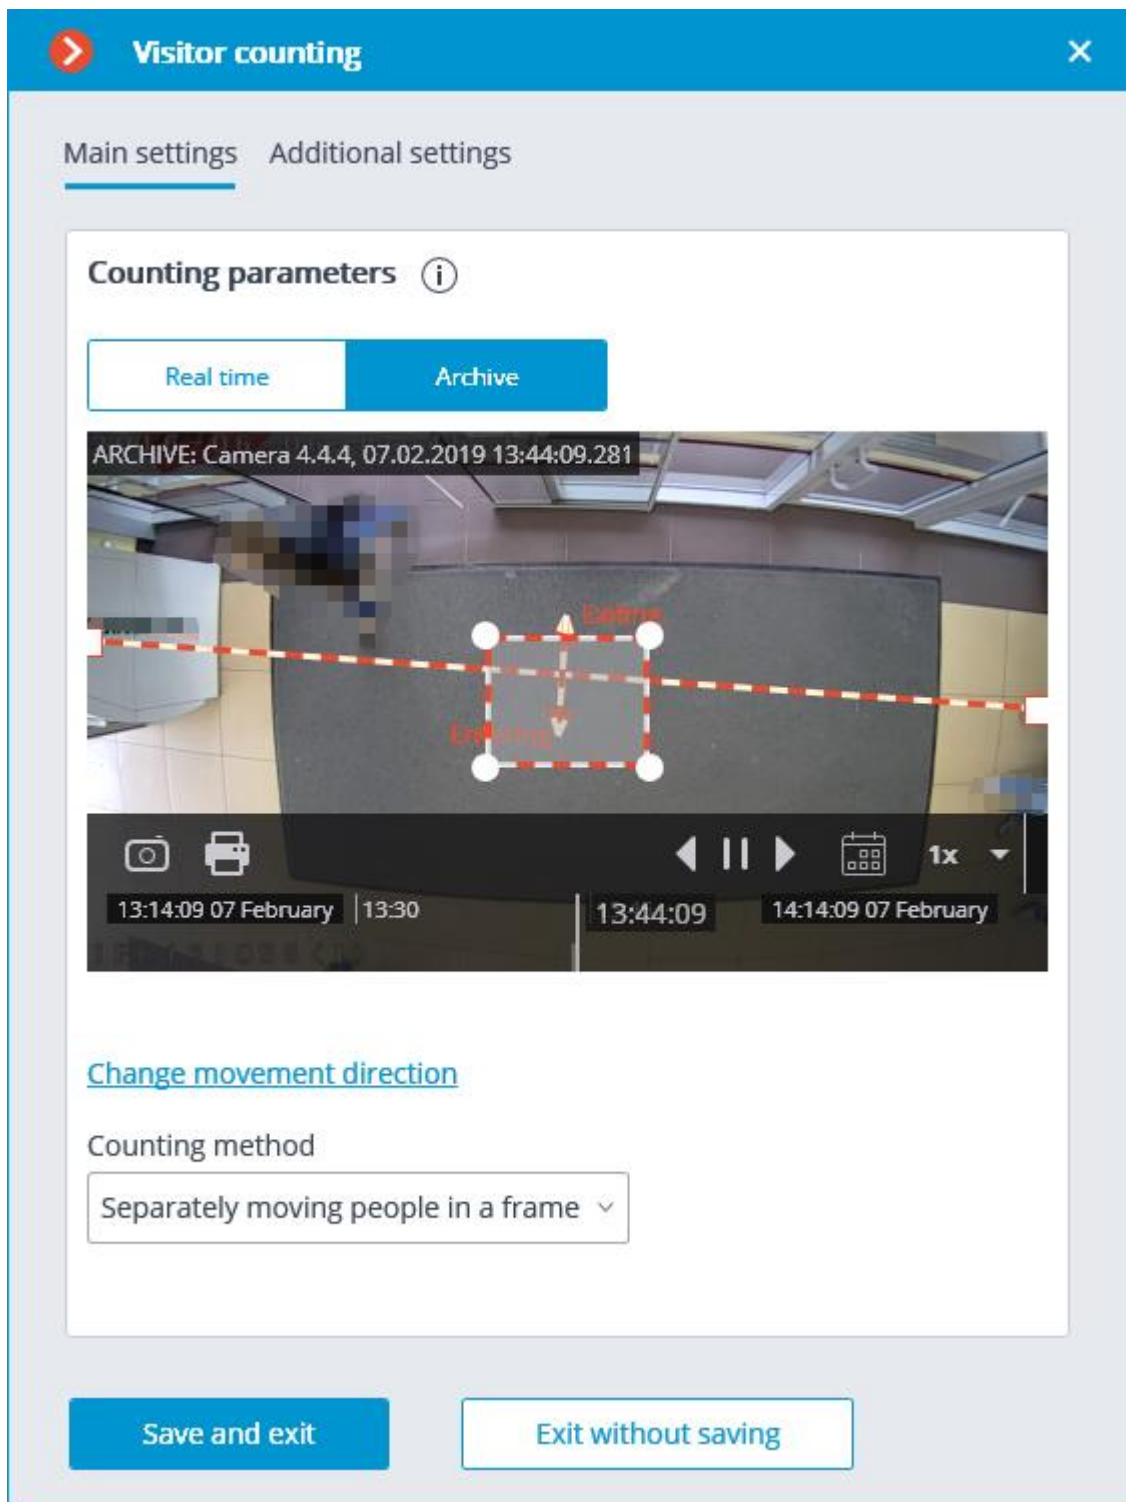 Visitor counting
Main settings Additional settings
Counting parameters
Real time Archive
ARCHIVE: Camera 4.4.4, 07.02.2019 13:44:09.281
1x
13:14:09 07 February 13:30 13:44:09 14:14:09 07 February
Change movement direction
Counting method
Separately moving people in a frame
Save and exit Exit without saving